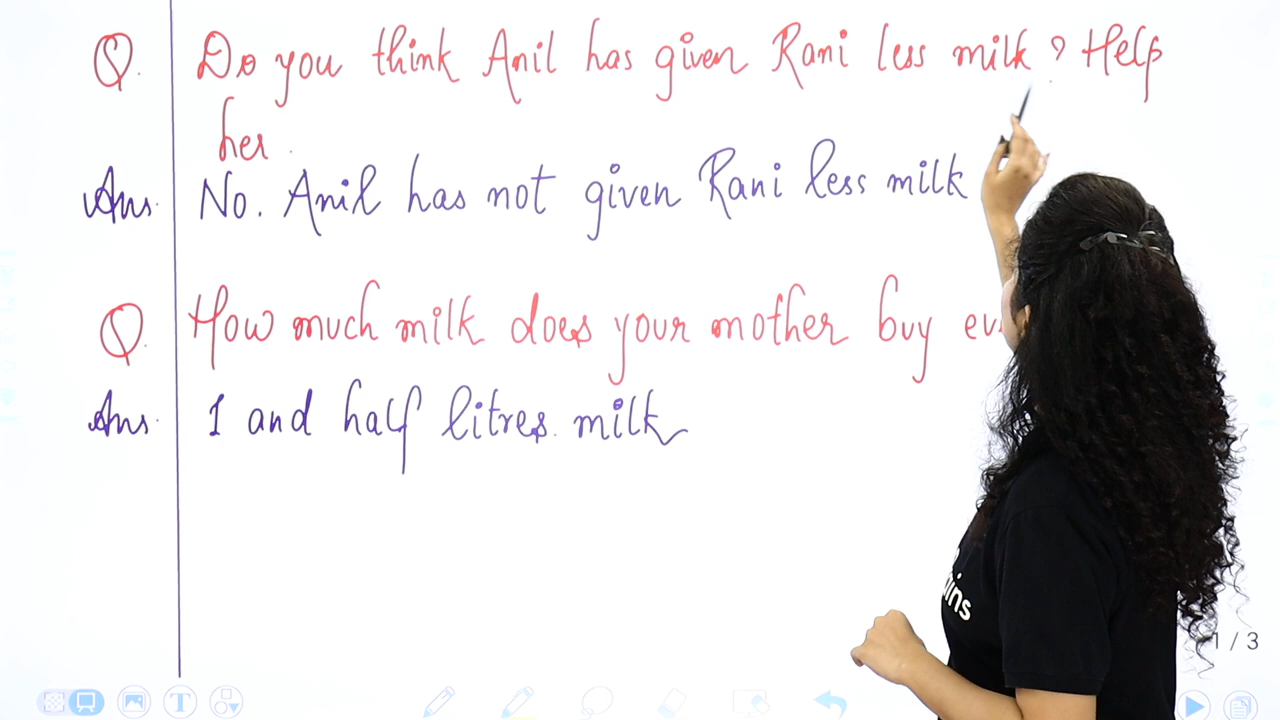 Q. Do you think Anil has given Rani less milk? Help
her.
Ans. No. Anil has not given Rani less milk
Q. How much milk does your mother buy
Ans. 1 and half litres milk
1 / 3